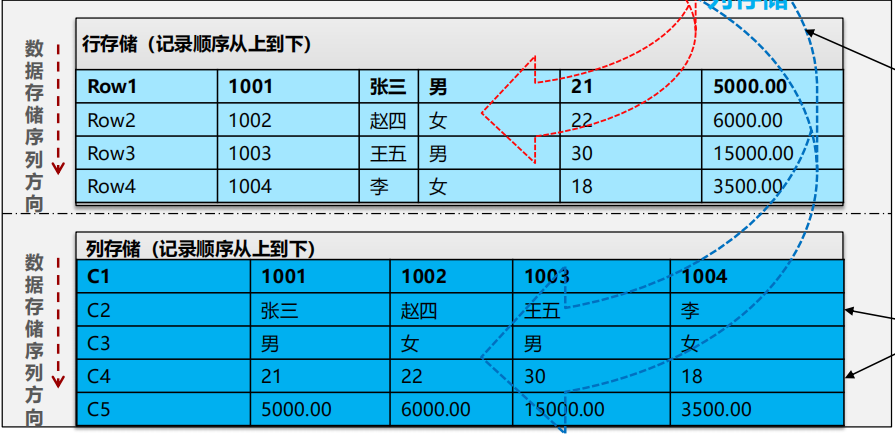 列存储
行存储（记录顺序从上到下）
数据存储序列方向
Row1 1001 张三 男 21 5000.00
Row2 1002 赵四 女 22 6000.00
Row3 1003 王五 男 30 15000.00
Row4 1004 李 女 18 3500.00
列存储（记录顺序从上到下）
数据存储序列方向
C1 1001 1002 1003 1004
C2 张三 赵四 王五 李
C3 男 女 男 女
C4 21 22 30 18
C5 5000.00 6000.00 15000.00 3500.00